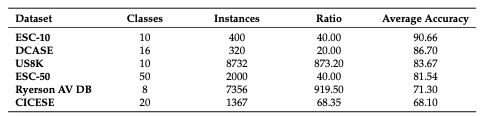 Dataset Classes Instances Ratio Average Accuracy
ESC-10 10 400 40.00 90.66
DCASE 16 320 20.00 86.70
US8K 10 8732 873.20 83.67
ESC-50 50 2000 40.00 81.54
Ryerson AV DB 8 7356 919.50 71.30
CICESE 20 1367 68.35 68.10